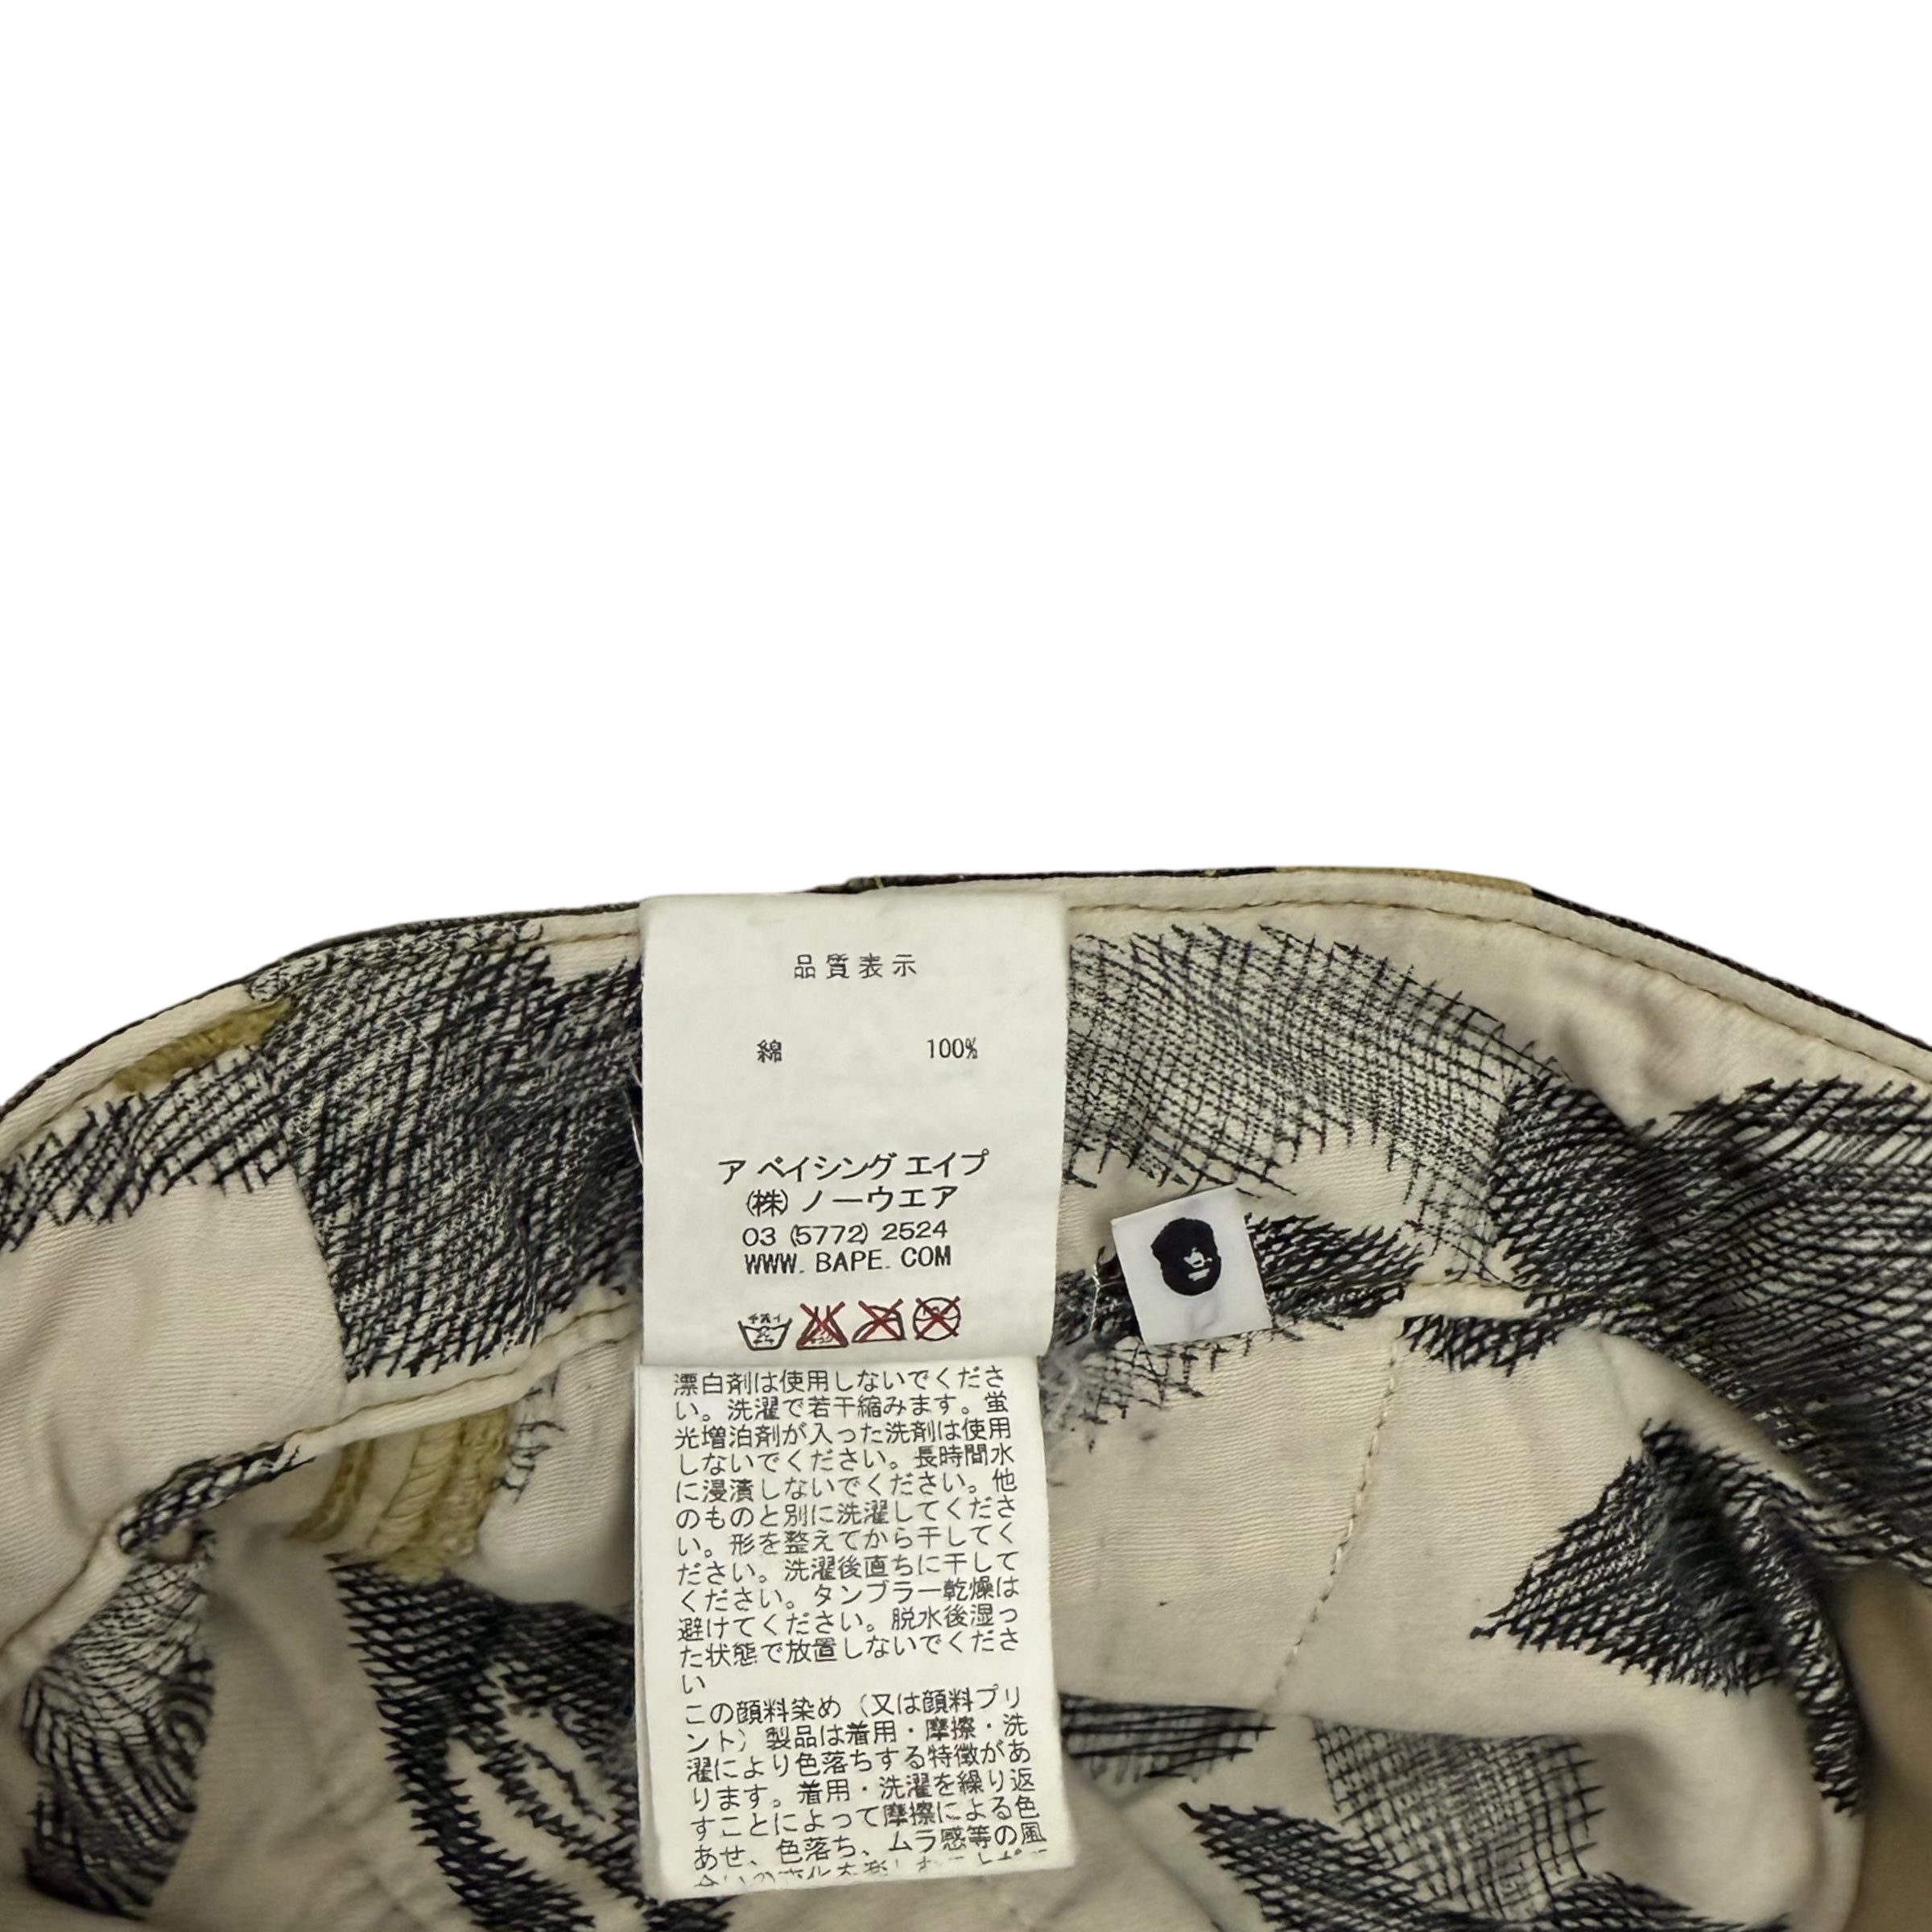 品質表示
綿 100%
ア ベイシング エイプ
(株) ノーウエア
03 (5772) 2524
WWW. BAPE. COM
漂白剤は使用しないでくださ
い。洗濯で若干縮みます。蛍
光増泊剤が入った洗剤は使用
しないでください。長時間水
に浸漬しないでください。他
のものと別に洗濯してくださ
い。形を整えてから干してく
ださい。洗濯後直ちに干して
ください。タンブラー乾燥は
避けてください。脱水後湿っ
た状態で放置しないでくださ
い
この顔料染め（又は顔料プリ
ント）製品は着用・摩擦・洗
濯により色落ちする特徴があ
ります。着用・洗濯を繰り返
すことによって摩擦による色
あせ、色落ち、ムラ感等の風